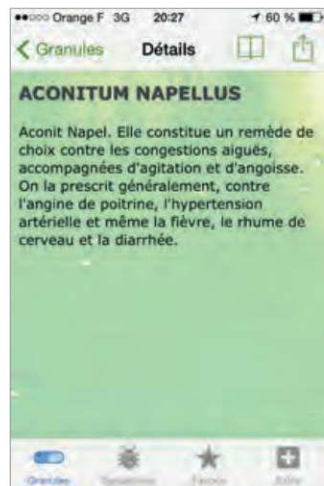 Orange F 3G 20:27 60 %
Granules Détails
ACONITUM NAPELLUS
Aconit Napel. Elle constitue un remède de
choix contre les congestions aiguës,
accompagnées d'agitation et d'angoisse.
On la prescrit généralement, contre
l'angine de poitrine, l'hypertension
artérielle et même la fièvre, le rhume de
cerveau et la diarrhée.
Granules Favoris